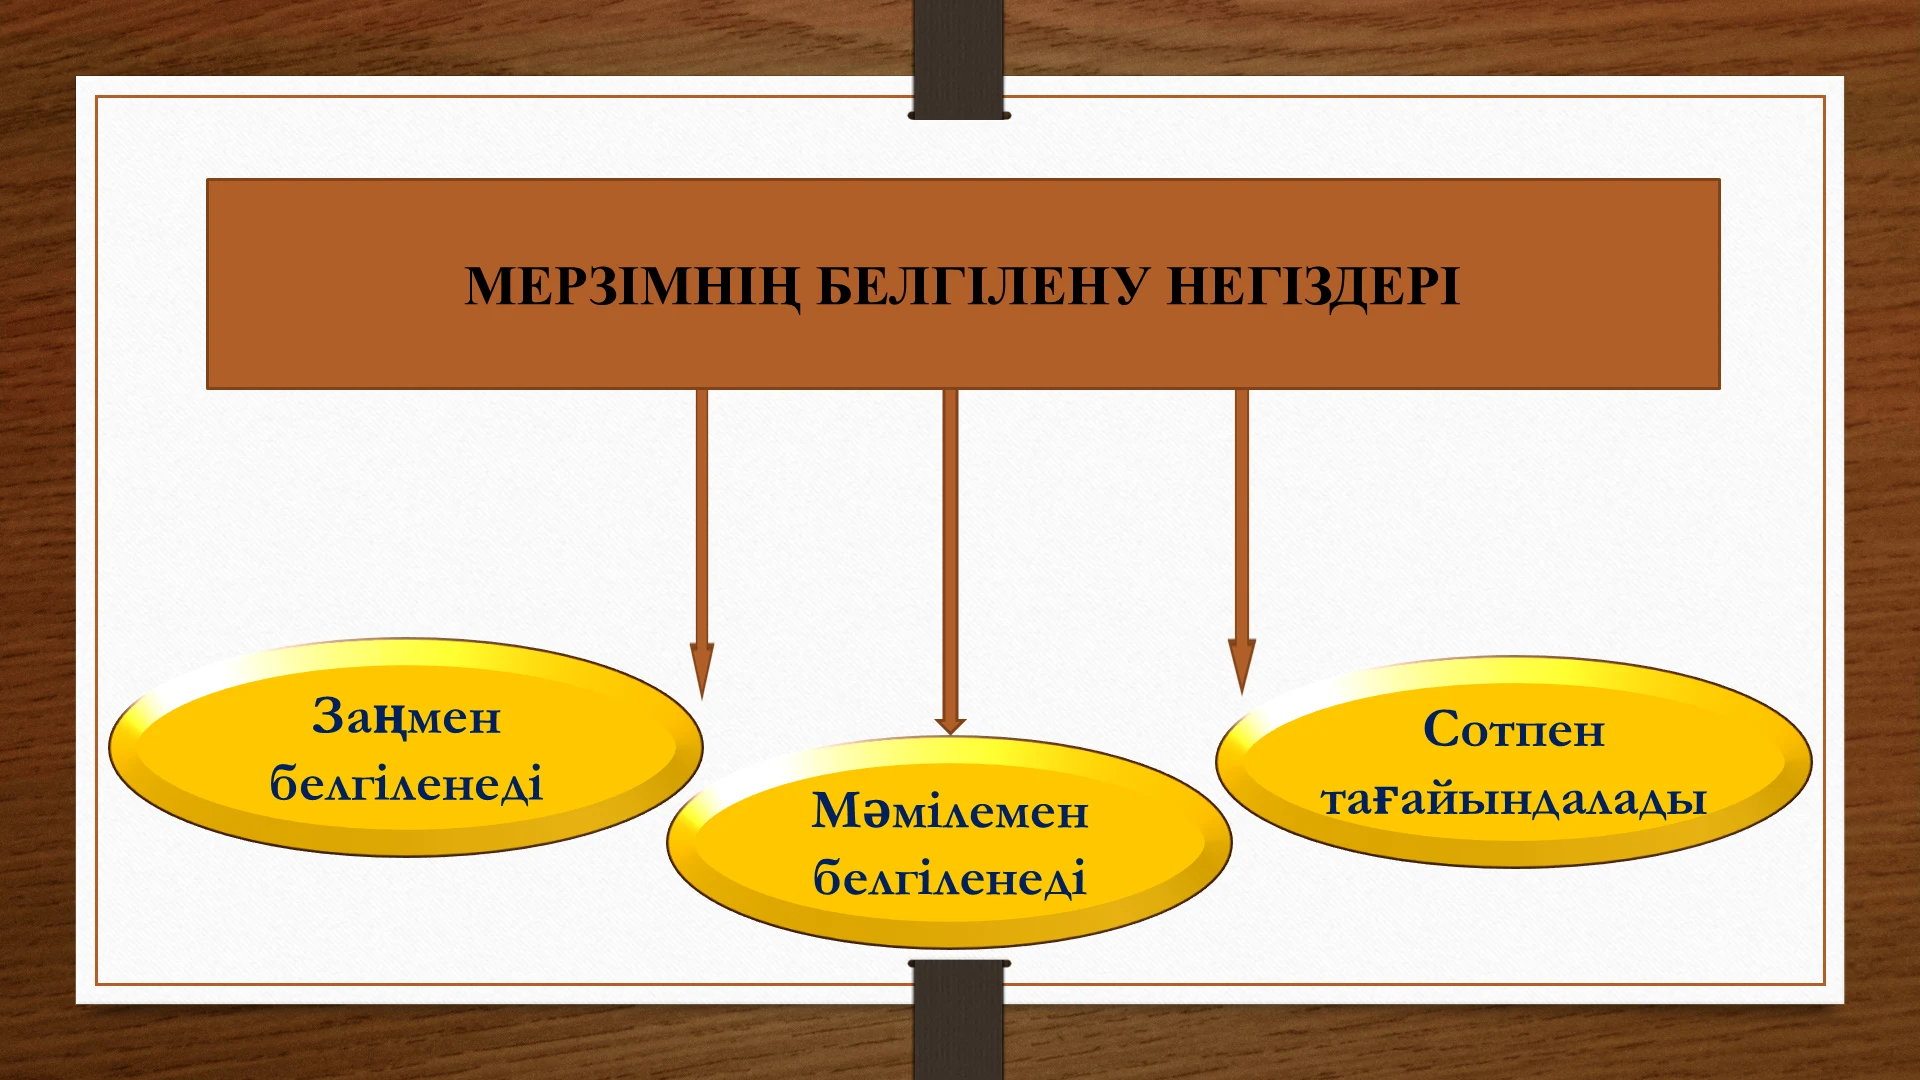 МЕРЗІМНІҢ БЕЛГІЛЕНУ НЕГІЗДЕРІ
Заңмен
белгіленеді
Мәмілемен
белгіленеді
Сотпен
тағайындалады